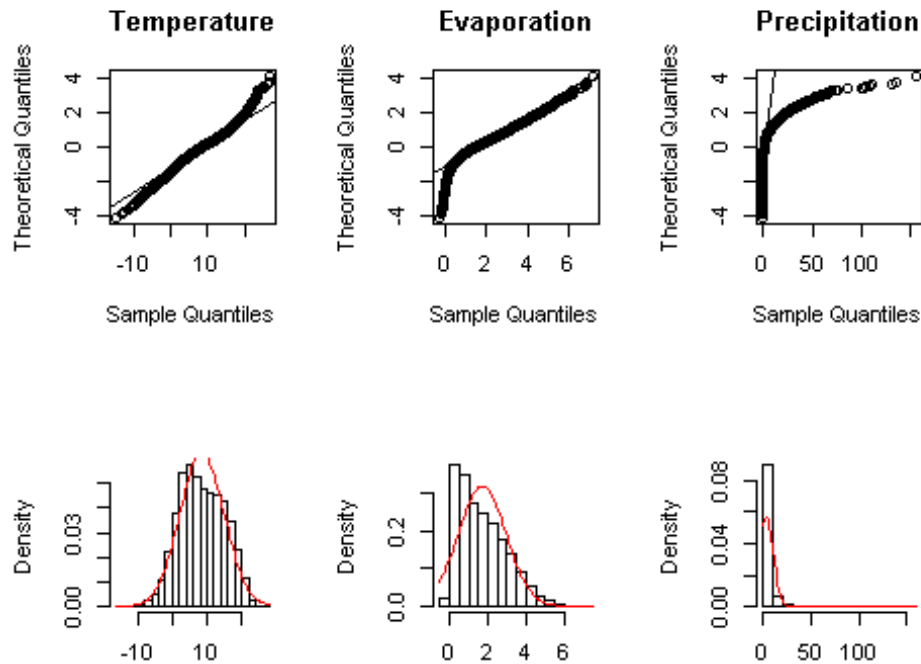 Temperature
Theoretical Quantiles
-4 0 2 4
-10 10
Sample Quantiles
Evaporation
Theoretical Quantiles
-4 0 2 4
0 2 4 6
Sample Quantiles
Precipitation
Theoretical Quantiles
-4 0 2 4
0 50 100
Sample Quantiles
Density
0.00 0.03
-10 10
Density
0.0 0.2
0 2 4 6
Density
0.00 0.04 0.08
0 50 100